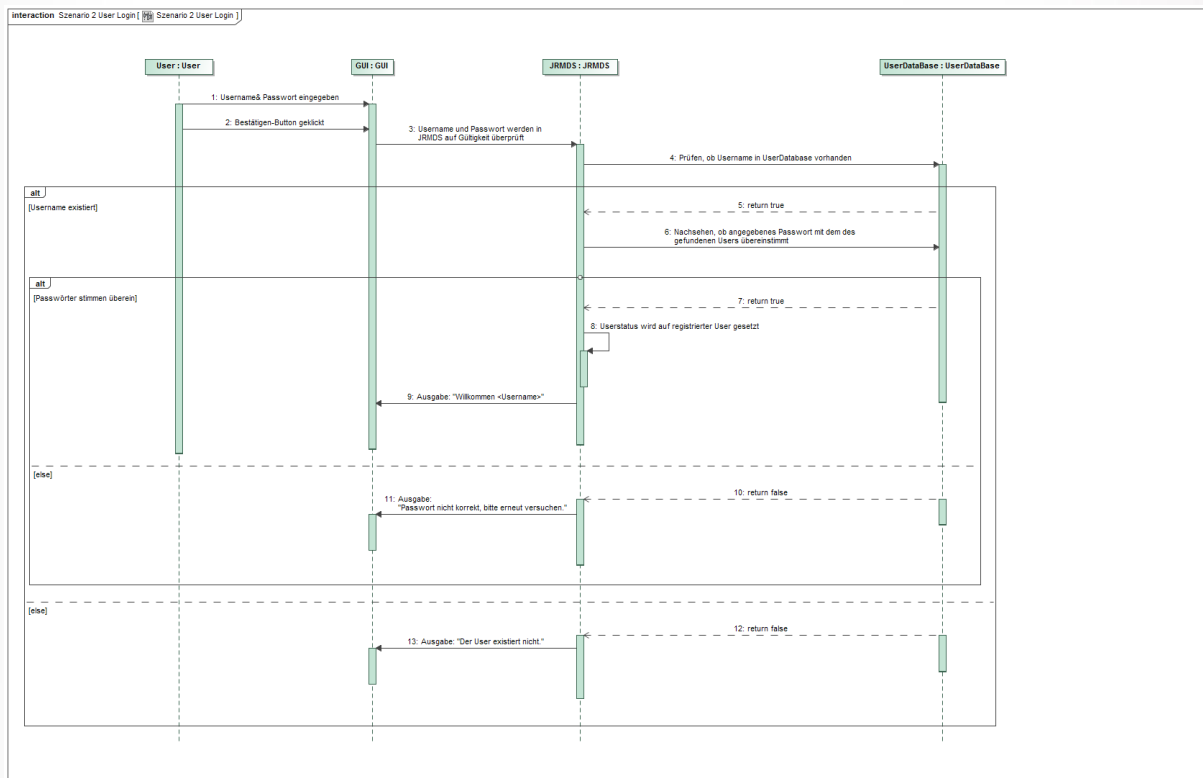 interaction Szenario 2 User Login [ Szenario 2 User Login ]
User : User
GUI : GUI
JRMDS : JRMDS
UserDataBase : UserDataBase
1: Username& Passwort eingegeben
2: Bestätigen-Button geklickt
3: Username und Passwort werden in
JRMDS auf Gültigkeit überprüft
4: Prüfen, ob Username in UserDatabase vorhanden
alt
[Username existiert]
5: return true
6: Nachsehen, ob angegebenes Passwort mit dem des
gefundenen Users übereinstimmt
alt
[Passwörter stimmen überein]
7: return true
8: Userstatus wird auf registrierter User gesetzt
9: Ausgabe: "Willkommen <Username>"
[else]
10: return false
11: Ausgabe:
"Passwort nicht korrekt, bitte erneut versuchen."
[else]
12: return false
13: Ausgabe: "Der User existiert nicht."